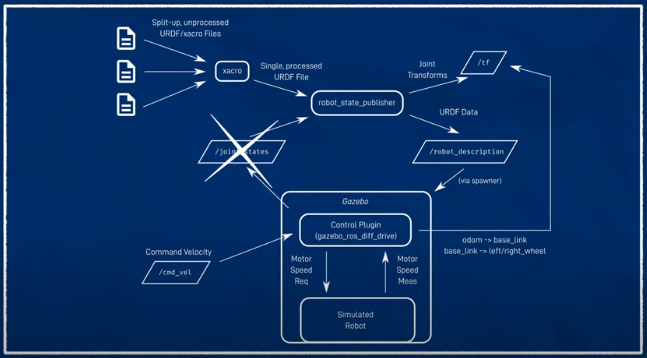 Split-up, unprocessed
URDF/xacro Files
xacro
Single, processed
URDF File
robot_state_publisher
Joint
Transforms
/tf
URDF Data
/joint_states
/robot_description
(via spawner)
Gazebo
Control Plugin
(gazebo_ros_diff_drive)
odom -> base_link
base_link -> left/right_wheel
Command Velocity
/cmd_vel
Motor
Speed
Req
Motor
Speed
Meas
Simulated
Robot